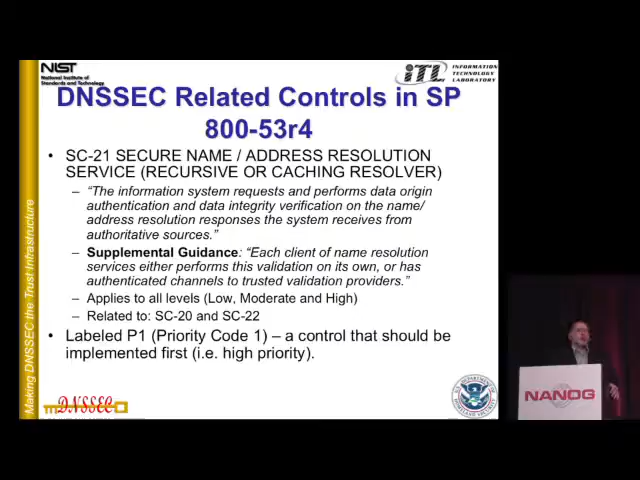 NIST
National Institute of
Standards and Technology
ITL
INFORMATION
TECHNOLOGY
LABORATORY
DNSSEC Related Controls in SP
800-53r4
• SC-21 SECURE NAME / ADDRESS RESOLUTION
SERVICE (RECURSIVE OR CACHING RESOLVER)
– “The information system requests and performs data origin
authentication and data integrity verification on the name/
address resolution responses the system receives from
authoritative sources.”
– Supplemental Guidance: “Each client of name resolution
services either performs this validation on its own, or has
authenticated channels to trusted validation providers.”
– Applies to all levels (Low, Moderate and High)
– Related to: SC-20 and SC-22
• Labeled P1 (Priority Code 1) – a control that should be
implemented first (i.e. high priority).
Making DNSSEC the Trust Infrastructure
DNSSEC
U.S. DEPARTMENT OF
HOMELAND SECURITY
NANOG